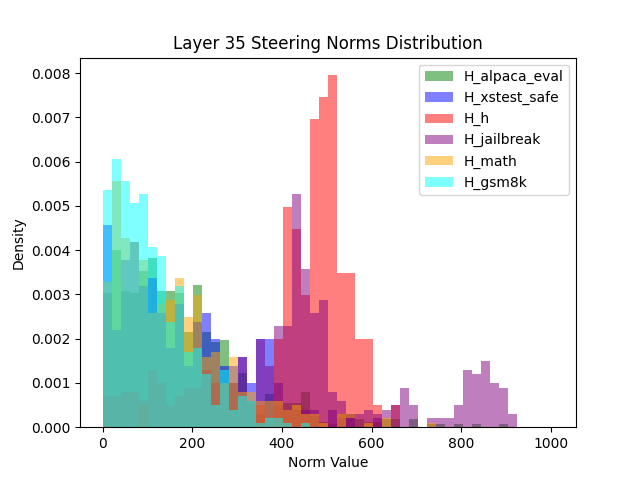 Layer 35 Steering Norms Distribution
H_alpaca_eval
H_xstest_safe
H_h
H_jailbreak
H_math
H_gsm8k
Density
0.008
0.007
0.006
0.005
0.004
0.003
0.002
0.001
0.000
0 200 400 600 800 1000
Norm Value